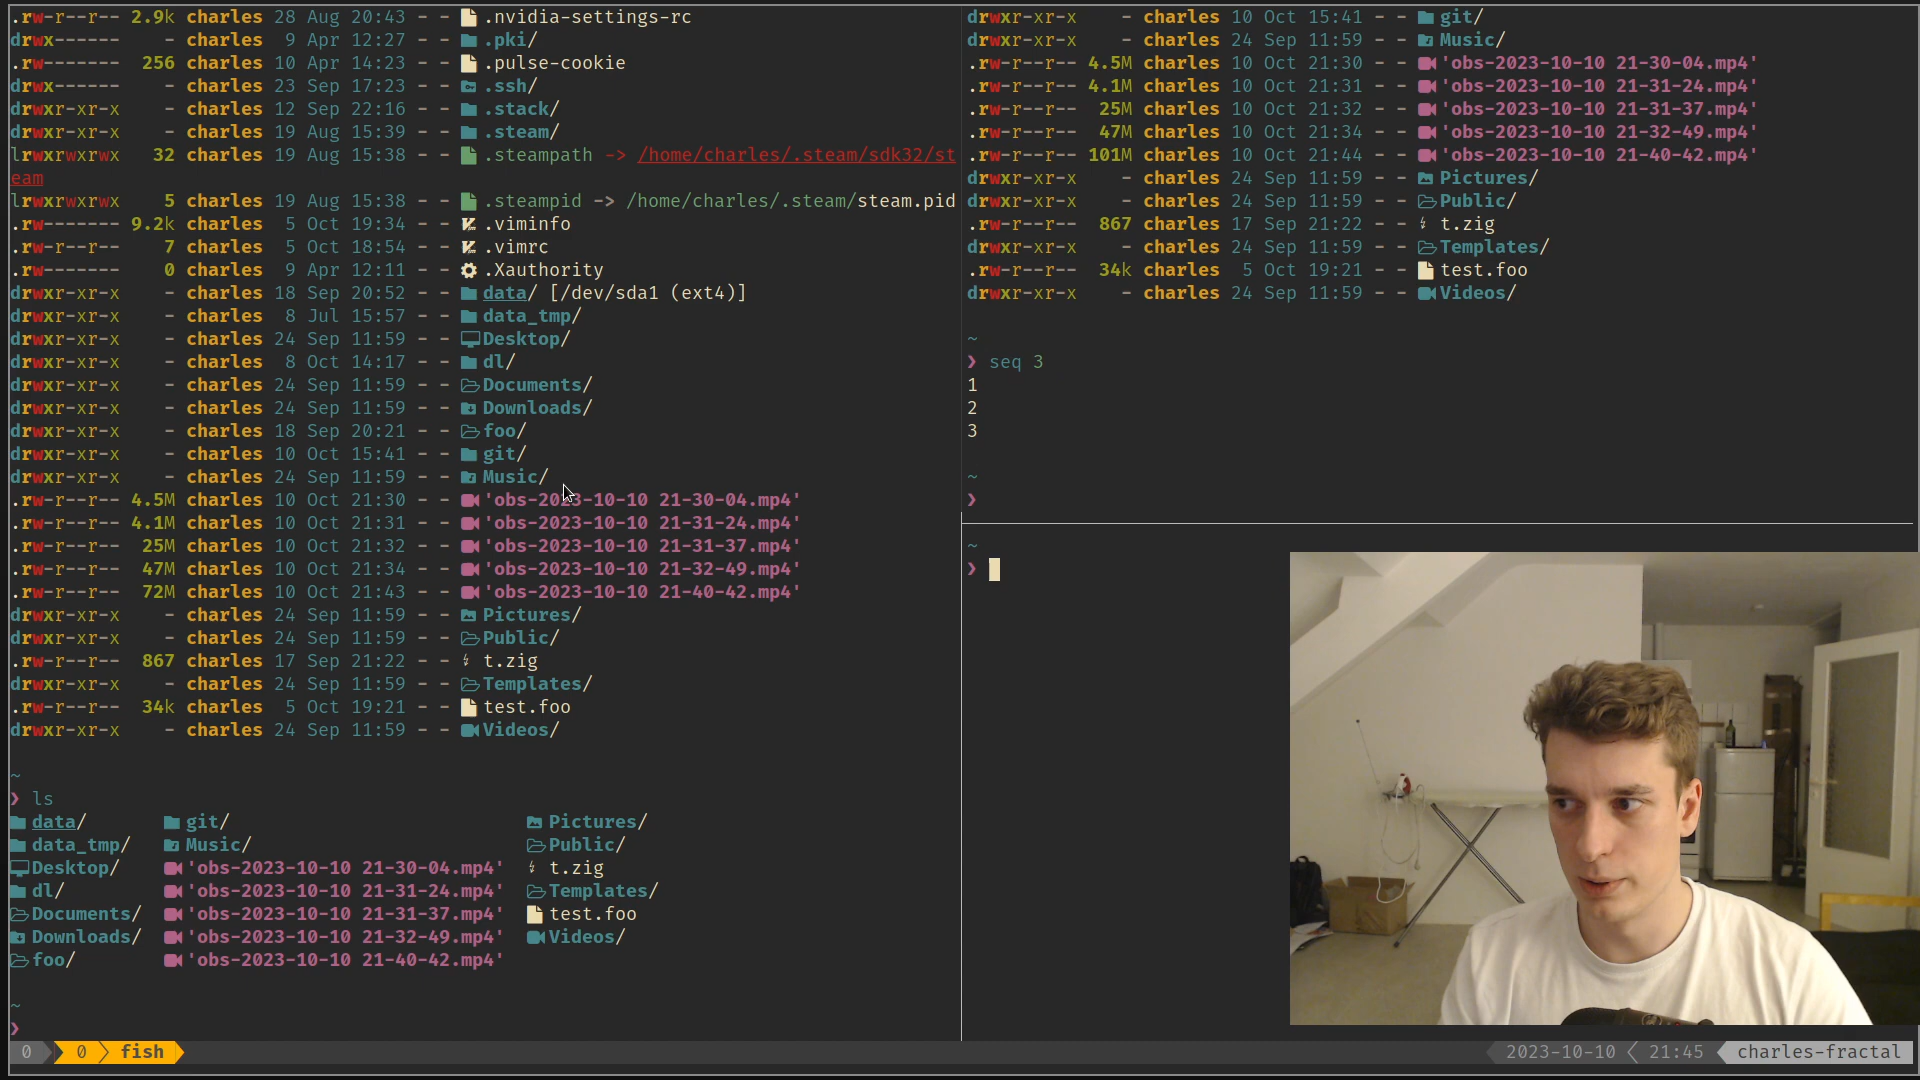 .rw-r--r-- 2.9k charles 28 Aug 20:43 - - .nvidia-settings-rc
drwx------ - charles 9 Apr 12:27 - - .pki/
.rw------- 256 charles 10 Apr 14:23 - - .pulse-cookie
drwx------ - charles 23 Sep 17:23 - - .ssh/
drwxr-xr-x - charles 12 Sep 22:16 - - .stack/
drwxr-xr-x - charles 19 Aug 15:39 - - .steam/
lrwxrwxrwx 32 charles 19 Aug 15:38 - - .steampath -> /home/charles/.steam/sdk32/st
eam
lrwxrwxrwx 5 charles 19 Aug 15:38 - - .steampid -> /home/charles/.steam/steam.pid
.rw------- 9.2k charles 5 Oct 19:34 - - .viminfo
.rw-r--r-- 7 charles 5 Oct 18:54 - - .vimrc
.rw------- 0 charles 9 Apr 12:11 - - .Xauthority
drwxr-xr-x - charles 18 Sep 20:52 - - data/ [/dev/sda1 (ext4)]
drwxr-xr-x - charles 8 Jul 15:57 - - data_tmp/
drwxr-xr-x - charles 24 Sep 11:59 - - Desktop/
drwxr-xr-x - charles 8 Oct 14:17 - - dl/
drwxr-xr-x - charles 24 Sep 11:59 - - Documents/
drwxr-xr-x - charles 24 Sep 11:59 - - Downloads/
drwxr-xr-x - charles 18 Sep 20:21 - - foo/
drwxr-xr-x - charles 10 Oct 15:41 - - git/
drwxr-xr-x - charles 24 Sep 11:59 - - Music/
.rw-r--r-- 4.5M charles 10 Oct 21:30 - - 'obs-2023-10-10 21-30-04.mp4'
.rw-r--r-- 4.1M charles 10 Oct 21:31 - - 'obs-2023-10-10 21-31-24.mp4'
.rw-r--r-- 25M charles 10 Oct 21:32 - - 'obs-2023-10-10 21-31-37.mp4'
.rw-r--r-- 47M charles 10 Oct 21:34 - - 'obs-2023-10-10 21-32-49.mp4'
.rw-r--r-- 72M charles 10 Oct 21:43 - - 'obs-2023-10-10 21-40-42.mp4'
drwxr-xr-x - charles 24 Sep 11:59 - - Pictures/
drwxr-xr-x - charles 24 Sep 11:59 - - Public/
.rw-r--r-- 867 charles 17 Sep 21:22 - - t.zig
drwxr-xr-x - charles 24 Sep 11:59 - - Templates/
.rw-r--r-- 34k charles 5 Oct 19:21 - - test.foo
drwxr-xr-x - charles 24 Sep 11:59 - - Videos/
~
❯ ls
data/ git/ Pictures/
data_tmp/ Music/ Public/
Desktop/ 'obs-2023-10-10 21-30-04.mp4' t.zig
dl/ 'obs-2023-10-10 21-31-24.mp4' Templates/
Documents/ 'obs-2023-10-10 21-31-37.mp4' test.foo
Downloads/ 'obs-2023-10-10 21-32-49.mp4' Videos/
foo/ 'obs-2023-10-10 21-40-42.mp4'
~
❯
drwxr-xr-x - charles 10 Oct 15:41 - - git/
drwxr-xr-x - charles 24 Sep 11:59 - - Music/
.rw-r--r-- 4.5M charles 10 Oct 21:30 - - 'obs-2023-10-10 21-30-04.mp4'
.rw-r--r-- 4.1M charles 10 Oct 21:31 - - 'obs-2023-10-10 21-31-24.mp4'
.rw-r--r-- 25M charles 10 Oct 21:32 - - 'obs-2023-10-10 21-31-37.mp4'
.rw-r--r-- 47M charles 10 Oct 21:34 - - 'obs-2023-10-10 21-32-49.mp4'
.rw-r--r-- 101M charles 10 Oct 21:44 - - 'obs-2023-10-10 21-40-42.mp4'
drwxr-xr-x - charles 24 Sep 11:59 - - Pictures/
drwxr-xr-x - charles 24 Sep 11:59 - - Public/
.rw-r--r-- 867 charles 17 Sep 21:22 - - t.zig
drwxr-xr-x - charles 24 Sep 11:59 - - Templates/
.rw-r--r-- 34k charles 5 Oct 19:21 - - test.foo
drwxr-xr-x - charles 24 Sep 11:59 - - Videos/
~
❯ seq 3
1
2
3
~
❯
~
❯
0 0 fish 2023-10-10 21:45 charles-fractal